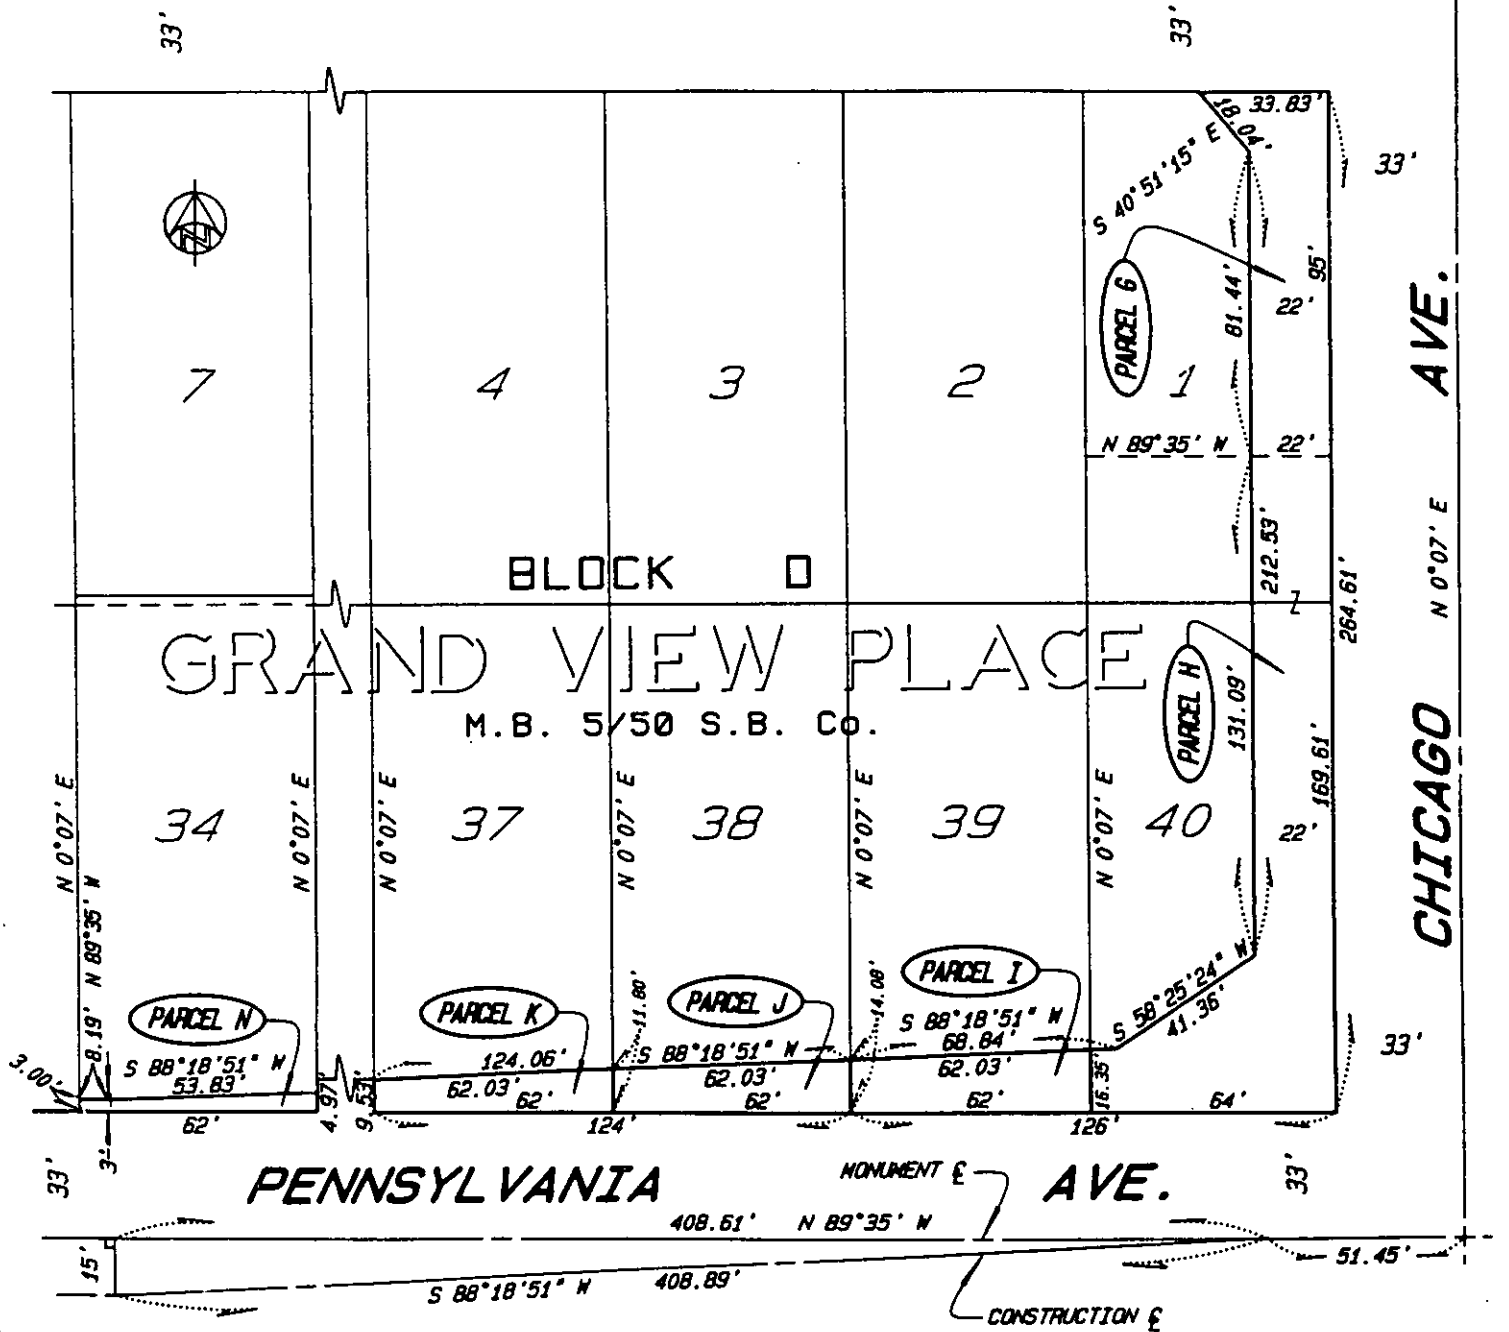 33'
33'
33.83'
18.04'
33'
S 40°51'15" E
N
PARCEL G
81.44'
95'
22'
CHICAGO AVE.
7
4
3
2
1
N 89°35' W
22'
N 0°07' E
212.53'
BLOCK D
264.61'
GRAND VIEW PLACE
M.B. 5/50 S.B. Co.
PARCEL H
131.09'
169.61'
N 0°07' E
N 0°07' E
N 0°07' E
N 0°07' E
N 0°07' E
N 0°07' E
34
37
38
39
40
22'
N 89°35' W
8.19'
PARCEL N
PARCEL K
11.80'
PARCEL J
14.08'
PARCEL I
S 58°25'24" W
41.36'
33'
3.00'
S 88°18'51" W
53.83'
124.06'
62.03'
S 88°18'51" W
62.03'
S 88°18'51" W
68.84'
62.03'
16.35'
62'
4.97'
9.53'
62'
62'
62'
64'
124'
126'
3'
33'
PENNSYLVANIA AVE.
33'
MONUMENT ℄
408.61' N 89°35' W
15'
51.45'
S 88°18'51" W 408.89'
CONSTRUCTION ℄